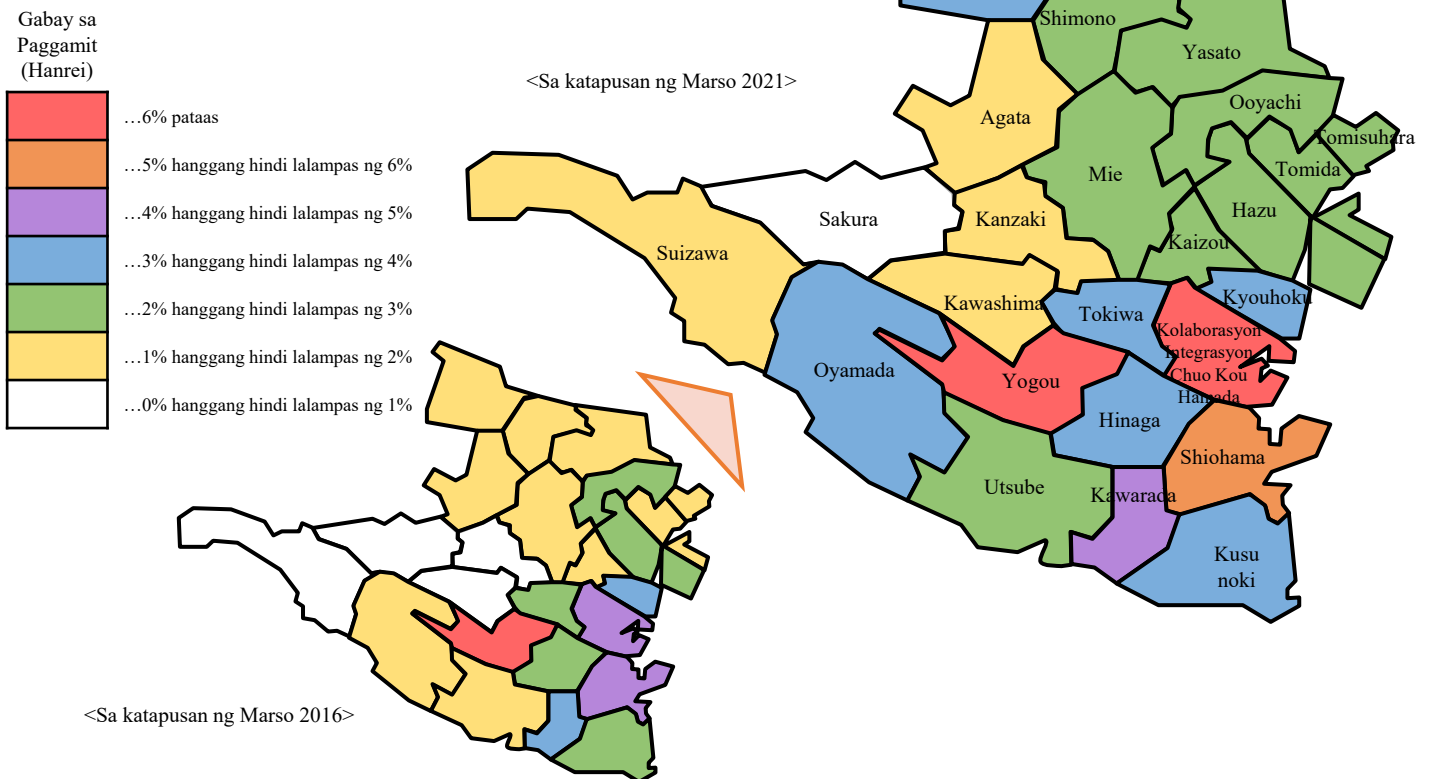 Gabay sa
Paggamit
(Hanrei)
…6% pataas
…5% hanggang hindi lalampas ng 6%
…4% hanggang hindi lalampas ng 5%
…3% hanggang hindi lalampas ng 4%
…2% hanggang hindi lalampas ng 3%
…1% hanggang hindi lalampas ng 2%
…0% hanggang hindi lalampas ng 1%
<Sa katapusan ng Marso 2021>
Shimono
Yasato
Agata
Ooyachi
Tomisuhara
Tomida
Mie
Hazu
Kanzaki
Sakura
Kaizou
Suizawa
Kawashima
Tokiwa
Kyouhoku
Kolaborasyon
Integrasyon
Chuo Kou
Hamada
Oyamada
Yogou
Hinaga
Shiohama
Utsube
Kawarada
Kusu
noki
<Sa katapusan ng Marso 2016>